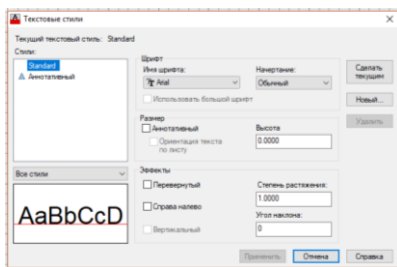 Текстовые стили
Текущий текстовый стиль: Standard
Стили:
Standard
Аннотативный
Все стили
AaBbCcD
Шрифт
Имя шрифта:
Arial
Начертание:
Обычный
Использовать большой шрифт
Размер
Аннотативный
Ориентация текста
по листу
Высота
0.0000
Эффекты
Перевернутый
Справа налево
Вертикальный
Степень растяжения:
1.0000
Угол наклона:
0
Сделать
текущим
Новый...
Удалить
Применить
Отмена
Справка